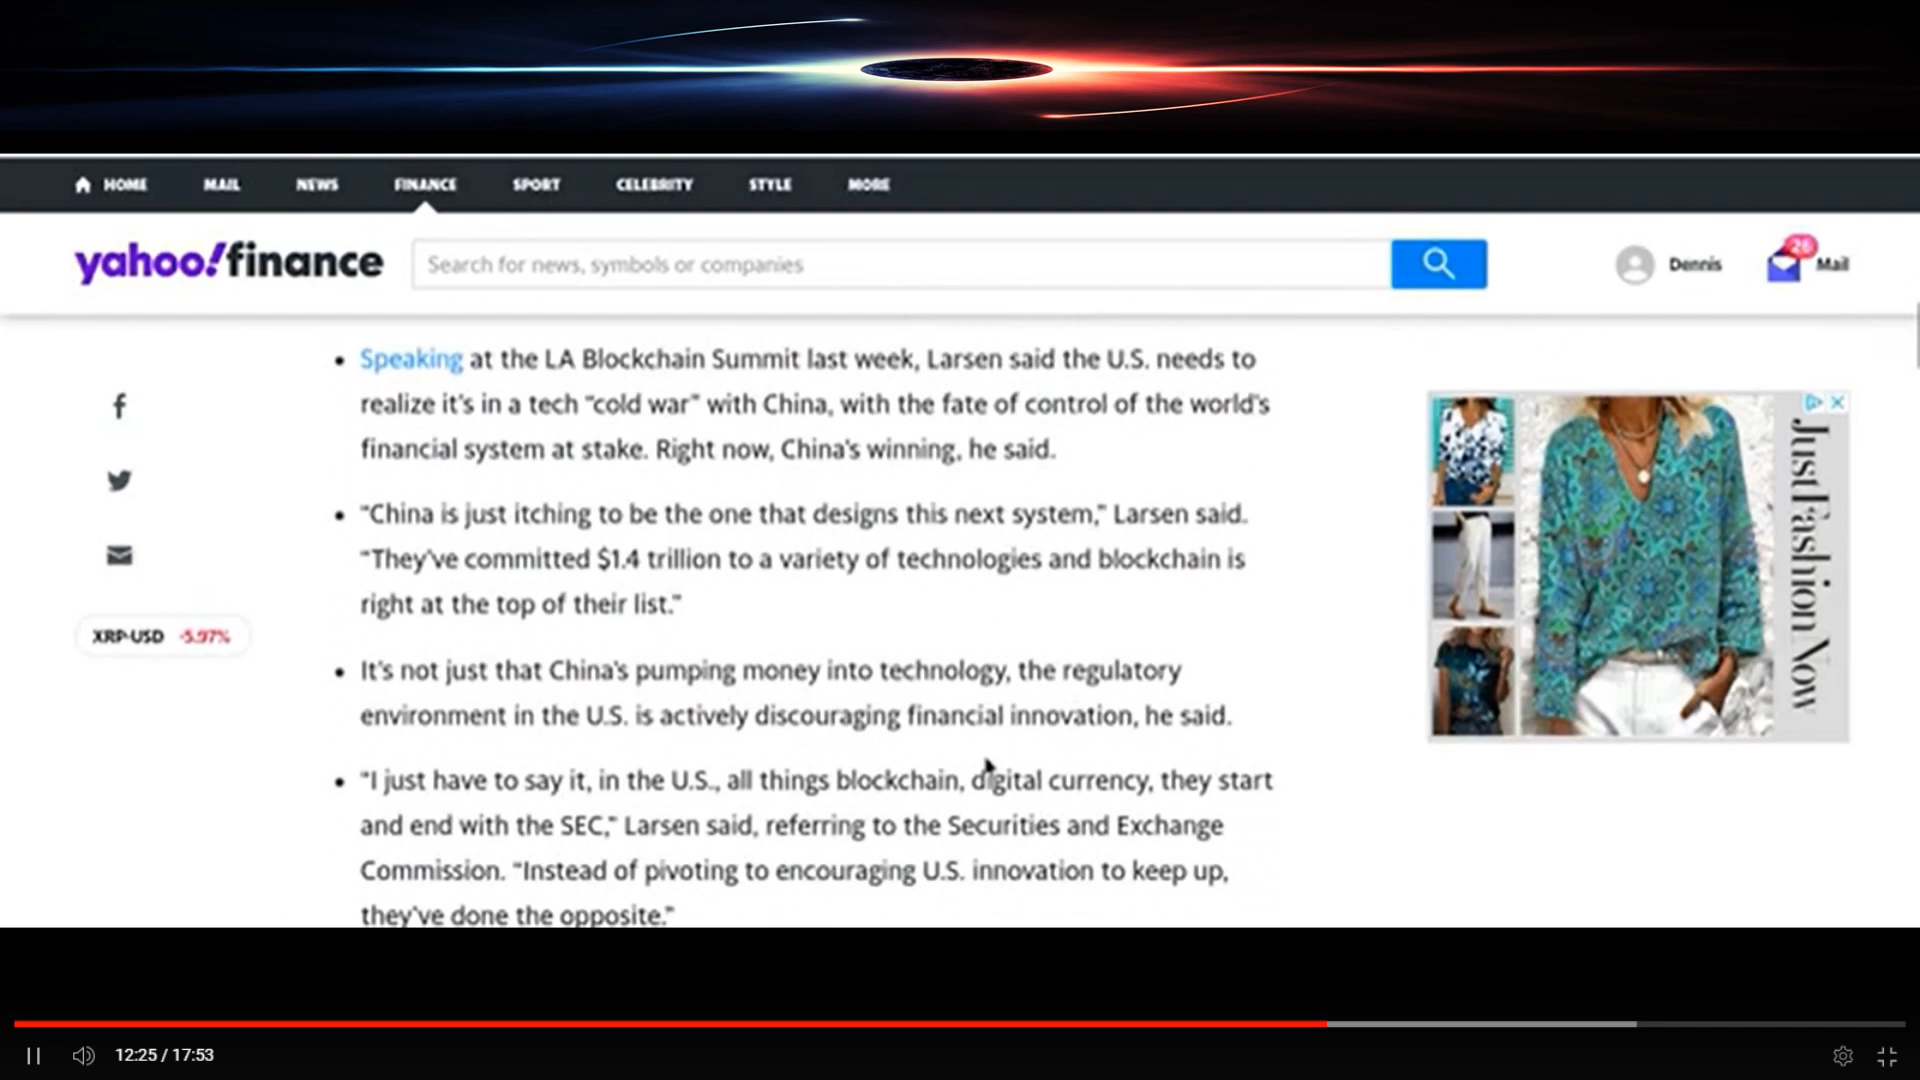 HOME MAIL NEWS FINANCE SPORT CELEBRITY STYLE MORE
yahoo!finance
Search for news, symbols or companies
Dennis
26
Mail
• Speaking at the LA Blockchain Summit last week, Larsen said the U.S. needs to
realize it's in a tech "cold war" with China, with the fate of control of the world's
financial system at stake. Right now, China's winning, he said.
• "China is just itching to be the one that designs this next system," Larsen said.
"They've committed $1.4 trillion to a variety of technologies and blockchain is
right at the top of their list."
• It's not just that China's pumping money into technology, the regulatory
environment in the U.S. is actively discouraging financial innovation, he said.
• "I just have to say it, in the U.S., all things blockchain, digital currency, they start
and end with the SEC," Larsen said, referring to the Securities and Exchange
Commission. "Instead of pivoting to encouraging U.S. innovation to keep up,
they've done the opposite."
XRP-USD -5.97%
JustFashion Now
12:25 / 17:53